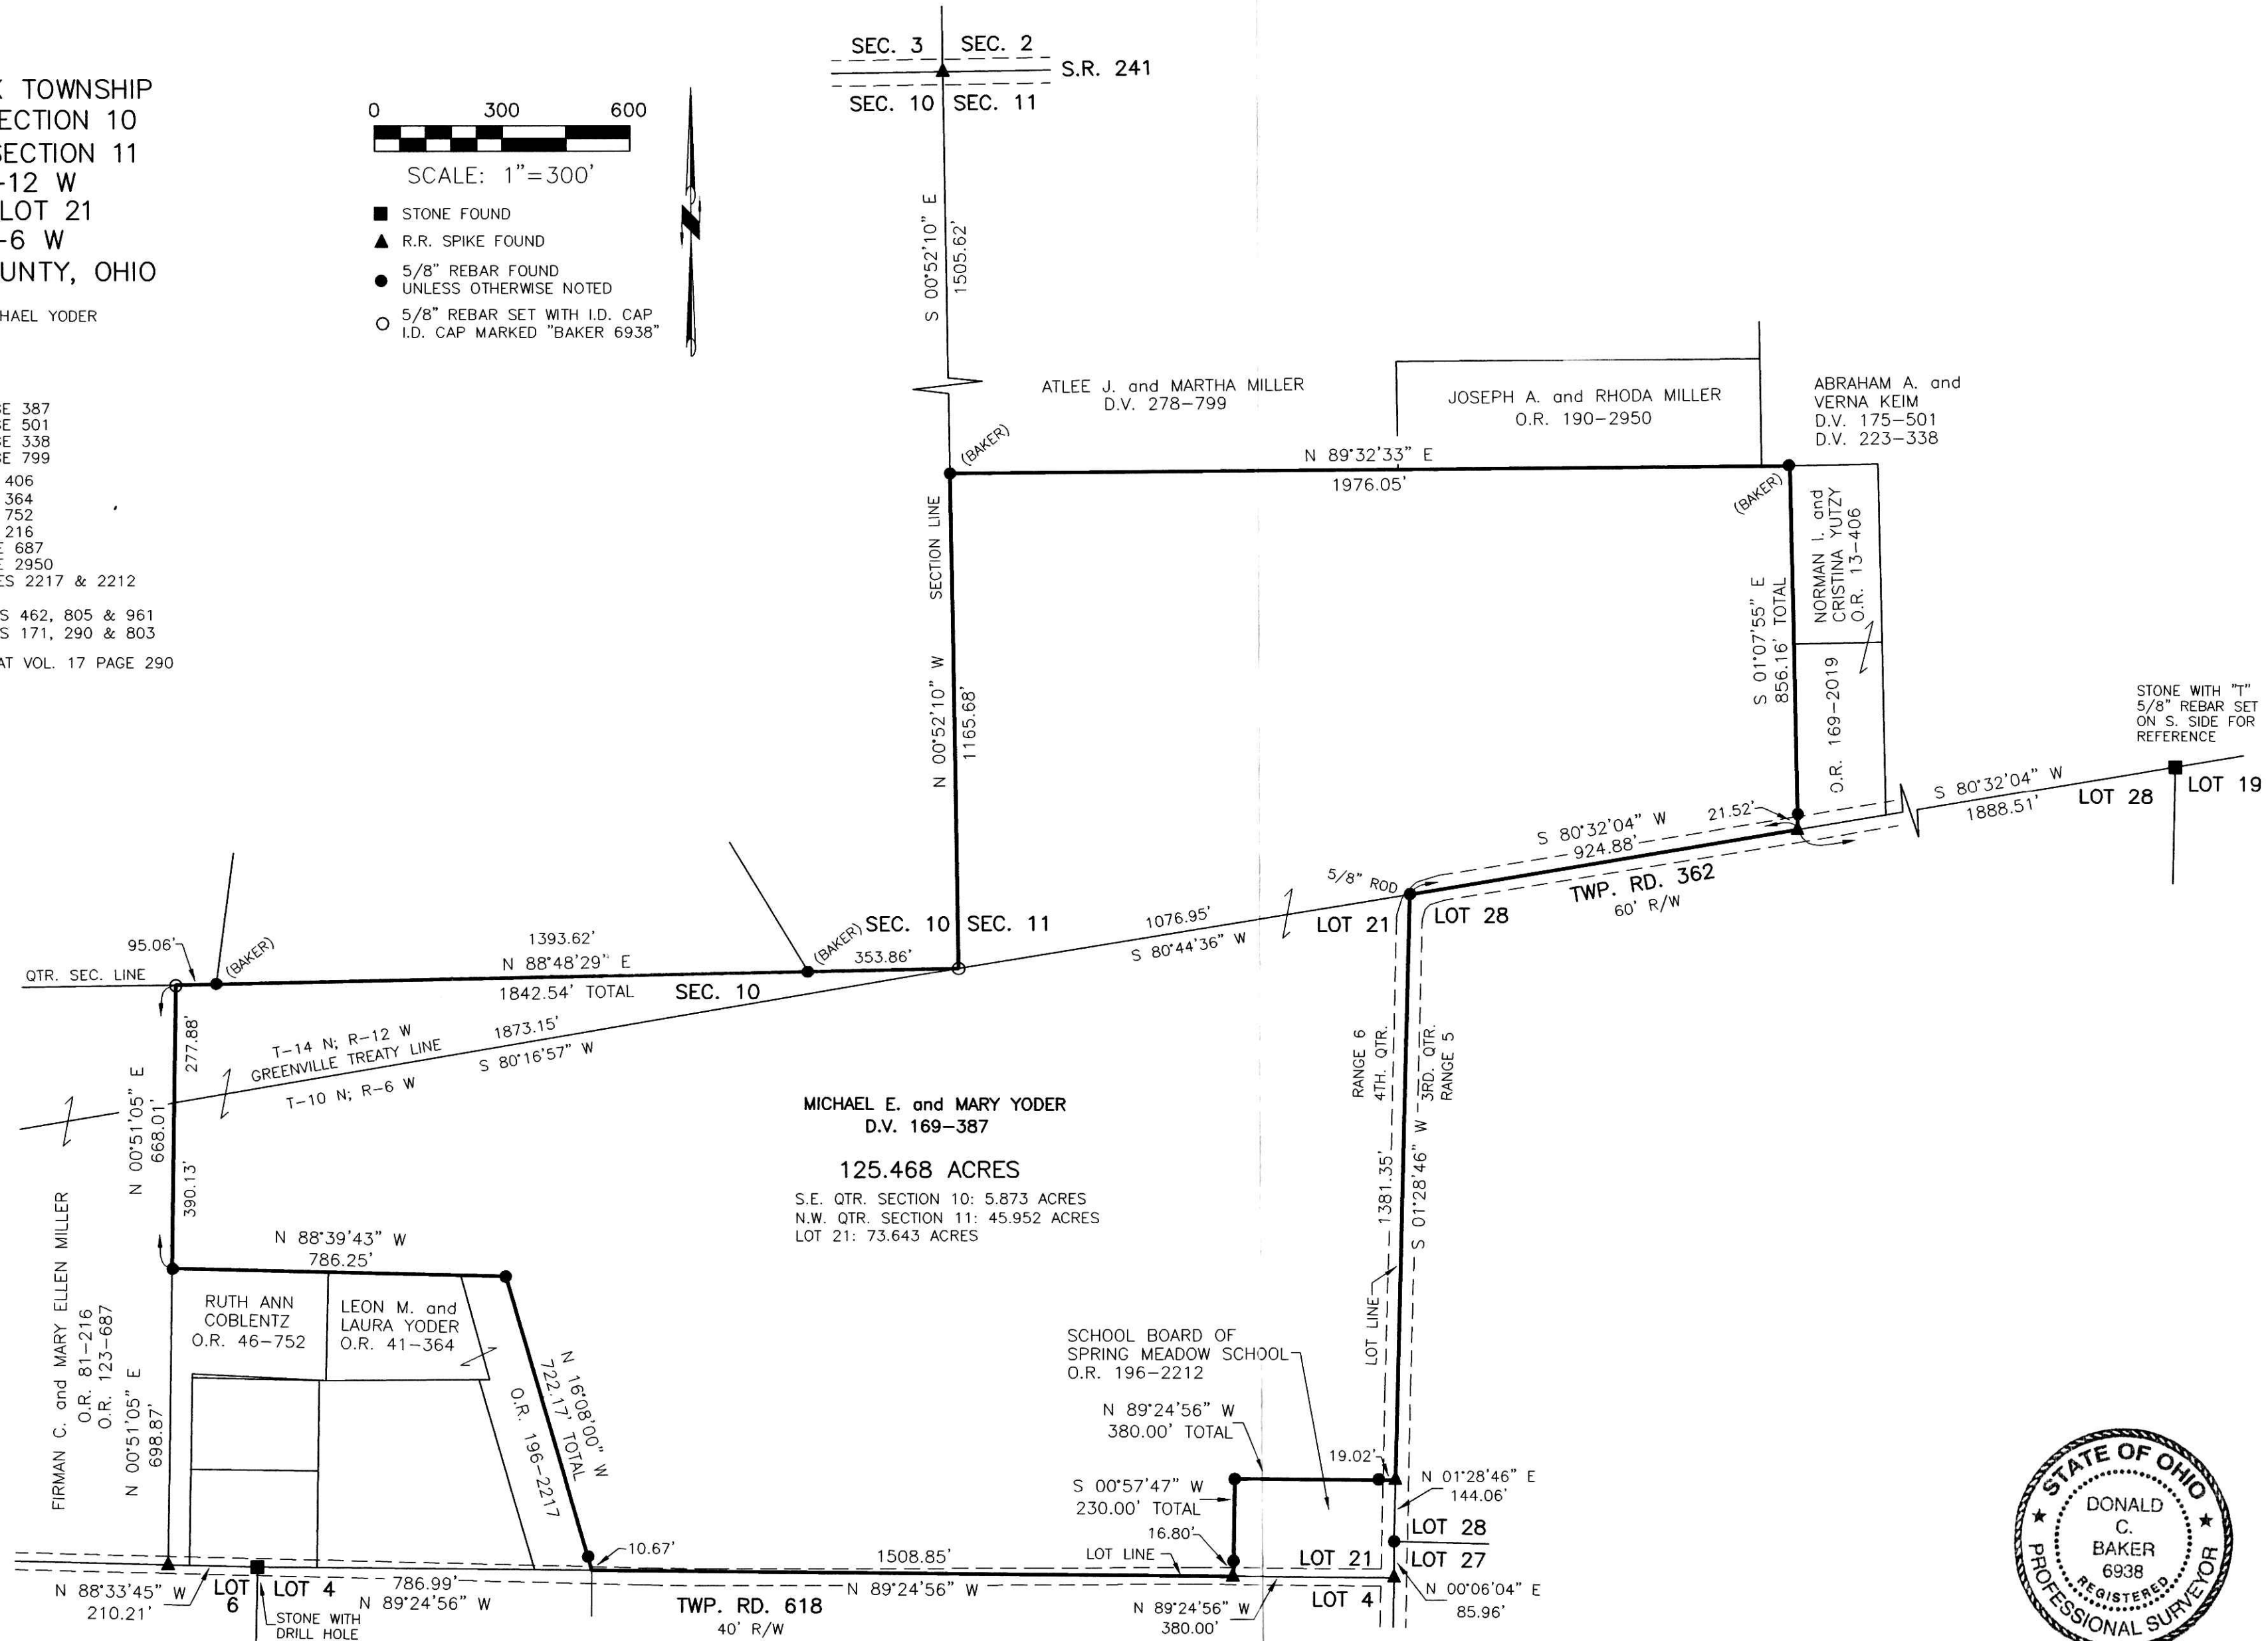 K TOWNSHIP
ECTION 10
SECTION 11
-12 W
LOT 21
-6 W
UNTY, OHIO
HAEL YODER
E 387
E 501
E 338
E 799
406
364
752
216
E 687
E 2950
ES 2217 & 2212
S 462, 805 & 961
S 171, 290 & 803
AT VOL. 17 PAGE 290
0 300 600
SCALE: 1"=300'
STONE FOUND
R.R. SPIKE FOUND
5/8" REBAR FOUND
UNLESS OTHERWISE NOTED
5/8" REBAR SET WITH I.D. CAP
I.D. CAP MARKED "BAKER 6938"
SEC. 3 SEC. 2
S.R. 241
SEC. 10 SEC. 11
S 00°52'10" E
1505.62'
ATLEE J. and MARTHA MILLER
D.V. 278-799
JOSEPH A. and RHODA MILLER
O.R. 190-2950
ABRAHAM A. and
VERNA KEIM
D.V. 175-501
D.V. 223-338
(BAKER)
N 89°32'33" E
1976.05'
(BAKER)
NORMAN I. and
CRISTINA YUTZY
O.R. 13-406
SECTION LINE
N 00°52'10" W
1165.68'
S 01°07'55" E
856.16' TOTAL
O.R. 169-2019
STONE WITH "T"
5/8" REBAR SET
ON S. SIDE FOR
REFERENCE
S 80°32'04" W
1888.51'
LOT 28
LOT 19
S 80°32'04" W
924.88'
21.52'
TWP. RD. 362
60' R/W
5/8" ROD
LOT 21
LOT 28
1076.95'
S 80°44'36" W
SEC. 10 SEC. 11
(BAKER)
353.86'
95.06'
(BAKER)
QTR. SEC. LINE
1393.62'
N 88°48'29" E
1842.54' TOTAL
SEC. 10
277.88'
T-14 N; R-12 W
GREENVILLE TREATY LINE
T-10 N; R-6 W
1873.15'
S 80°16'57" W
N 00°51'05" E
668.01'
390.13'
MICHAEL E. and MARY YODER
D.V. 169-387
125.468 ACRES
S.E. QTR. SECTION 10: 5.873 ACRES
N.W. QTR. SECTION 11: 45.952 ACRES
LOT 21: 73.643 ACRES
RANGE 6
4TH. QTR.
3RD. QTR.
RANGE 5
1381.35'
S 01°28'46" W
LOT LINE
FIRMAN C. and MARY ELLEN MILLER
O.R. 81-216
O.R. 123-687
N 00°51'05" E
698.87'
N 88°39'43" W
786.25'
RUTH ANN
COBLENTZ
O.R. 46-752
LEON M. and
LAURA YODER
O.R. 41-364
N 16°08'00" W
722.17' TOTAL
O.R. 196-2217
SCHOOL BOARD OF
SPRING MEADOW SCHOOL
O.R. 196-2212
N 89°24'56" W
380.00' TOTAL
19.02'
S 00°57'47" W
230.00' TOTAL
16.80'
N 01°28'46" E
144.06'
LOT 28
LOT 27
N 00°06'04" E
85.96'
10.67'
1508.85'
LOT LINE
LOT 21
N 89°24'56" W
LOT 4
N 89°24'56" W
380.00'
TWP. RD. 618
40' R/W
N 88°33'45" W
210.21'
LOT
6
LOT 4
786.99'
N 89°24'56" W
STONE WITH
DRILL HOLE
STATE OF OHIO
DONALD
C.
BAKER
6938
REGISTERED
PROFESSIONAL SURVEYOR